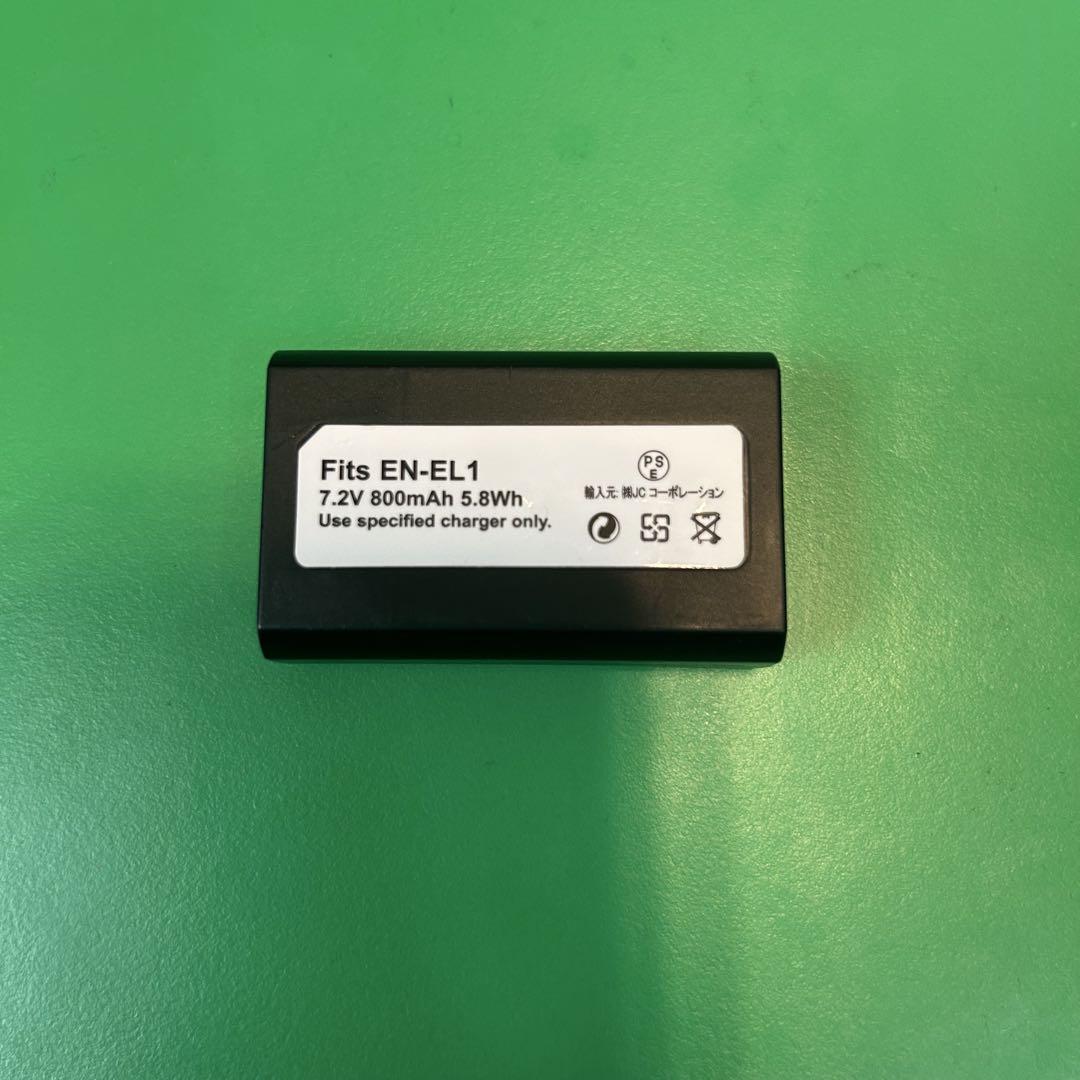 Fits EN-EL1
7.2V 800mAh 5.8Wh
Use specified charger only.
PS
E
輸入元: ㈱JC コーポレーション